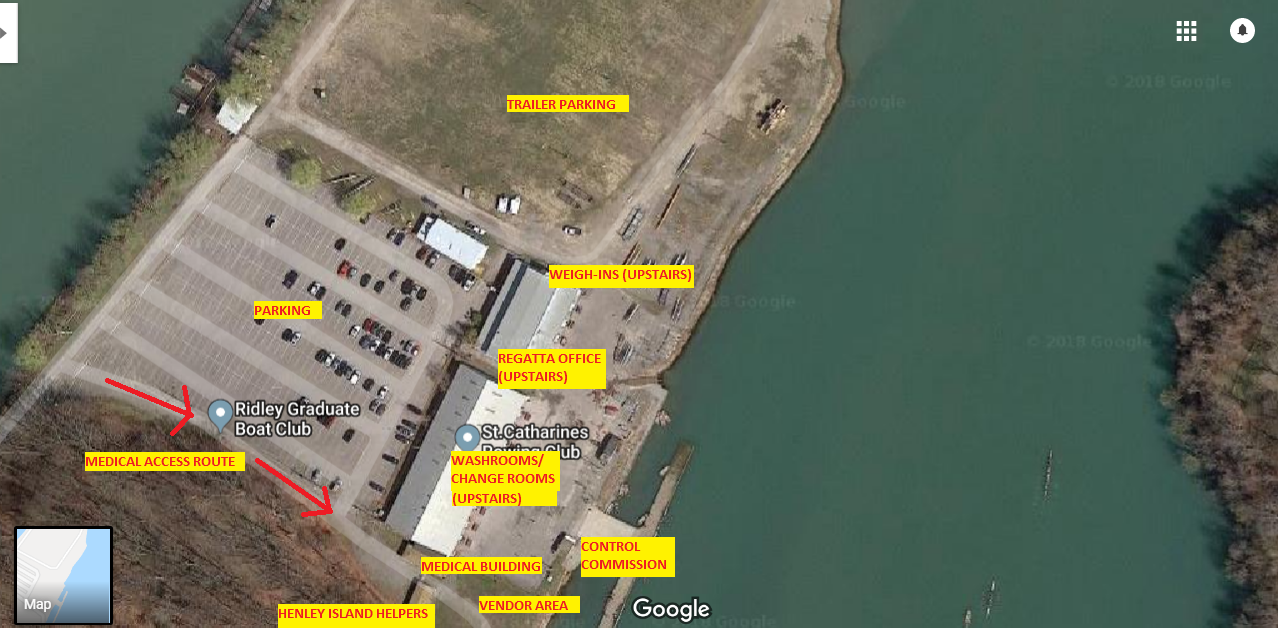 © 2018 Google
Google
TRAILER PARKING
WEIGH-INS (UPSTAIRS)
18 Google
PARKING
© 2018 Google
REGATTA OFFICE
(UPSTAIRS)
Ridley Graduate
Boat Club
St.Catharines
Rowing Club
WASHROOMS/
CHANGE ROOMS
(UPSTAIRS)
MEDICAL ACCESS ROUTE
CONTROL
COMMISSION
MEDICAL BUILDING
VENDOR AREA
HENLEY ISLAND HELPERS
Map
Google
Google